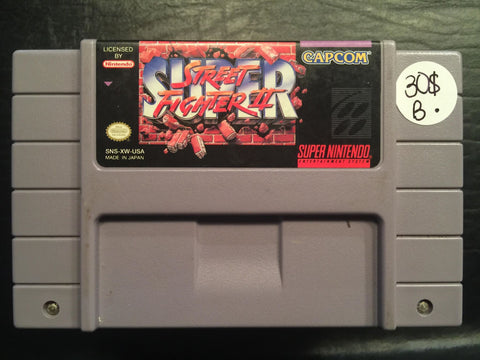 LICENSED BY
Nintendo
SUPER
STREET
FIGHTER II
CAPCOM
30$
B.
SNS-XW-USA
MADE IN JAPAN
SUPER NINTENDO
ENTERTAINMENT SYSTEM